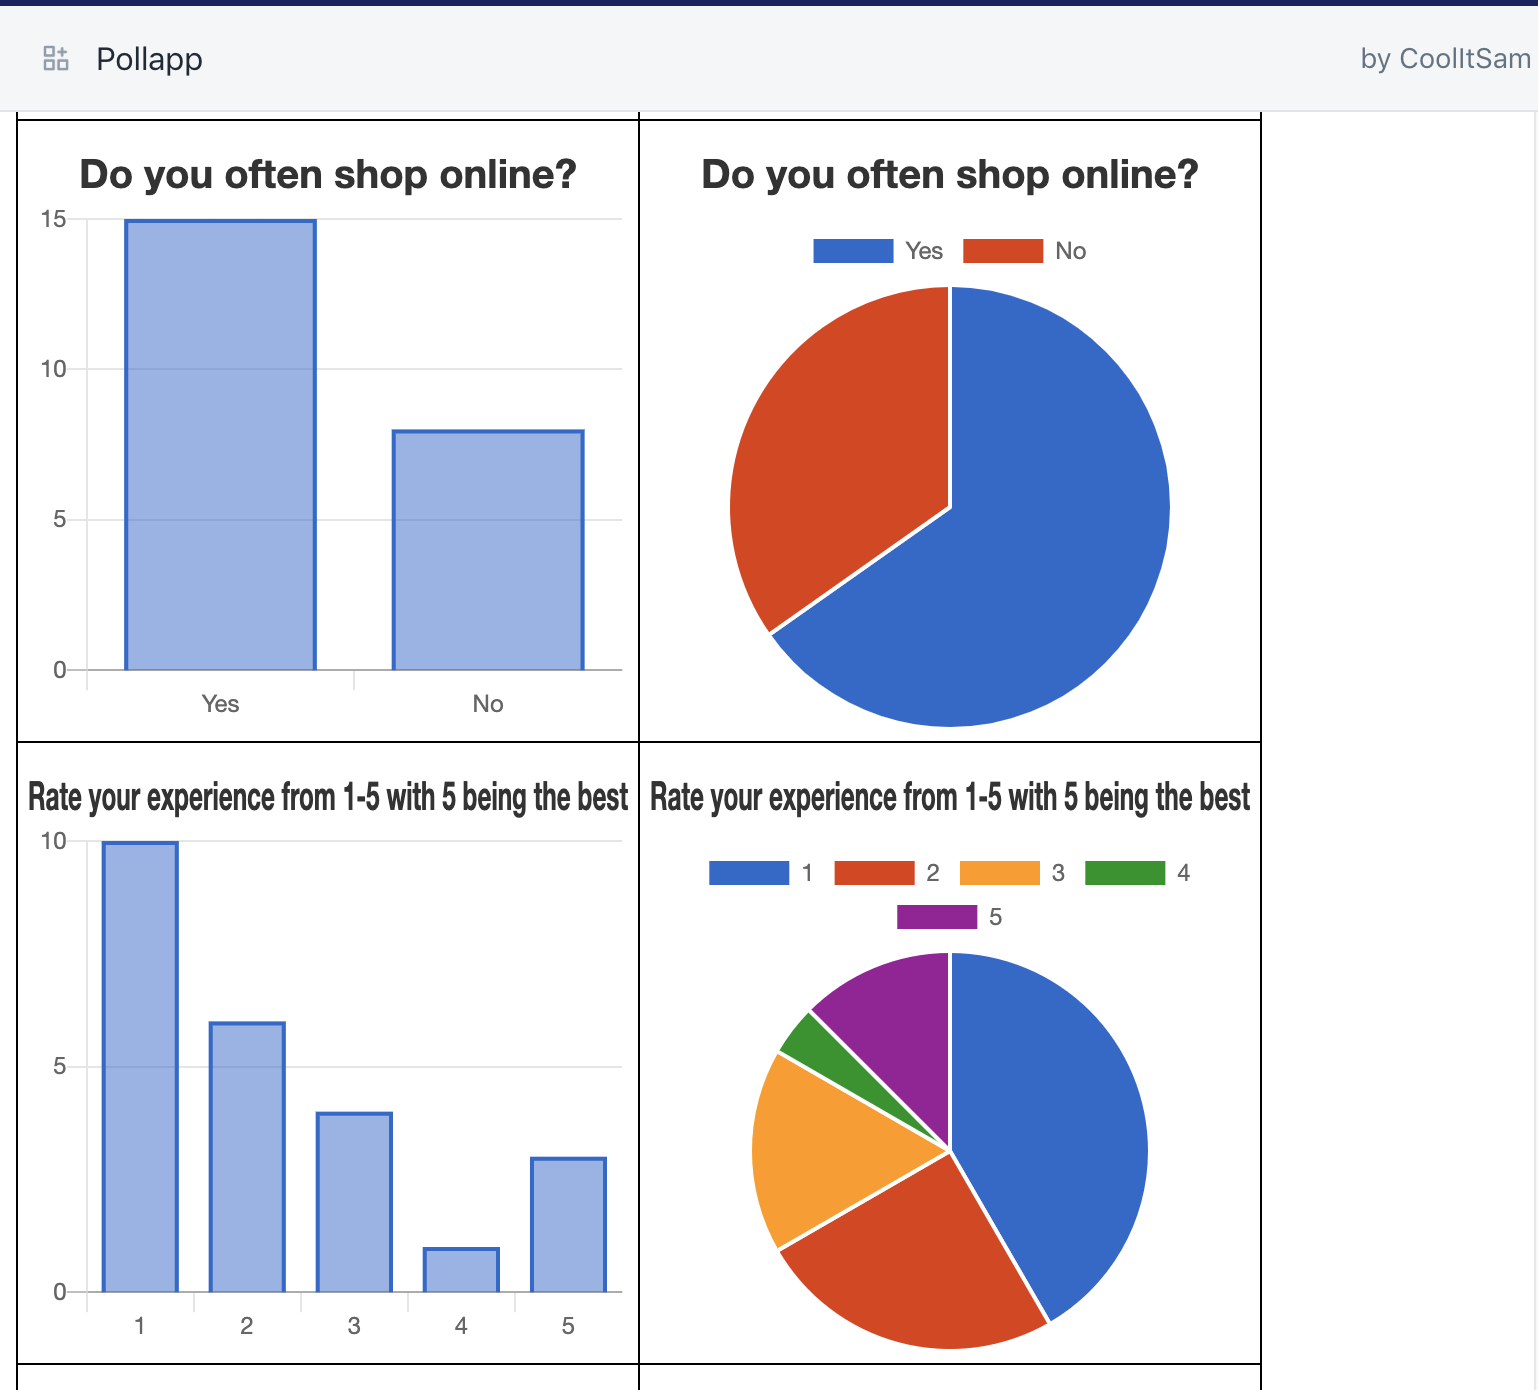 Pollapp
by CoolItSam
Do you often shop online?
15
10
5
0
Yes
No
Do you often shop online?
Yes
No
Rate your experience from 1-5 with 5 being the best
10
5
0
1
2
3
4
5
Rate your experience from 1-5 with 5 being the best
1
2
3
4
5